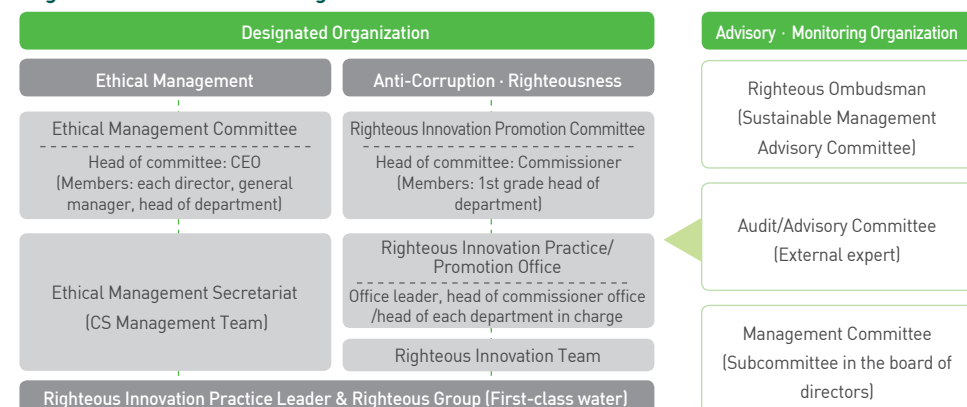 Designated Organization
Ethical Management
Ethical Management Committee
Head of committee: CEO
(Members: each director, general
manager, head of department)
Ethical Management Secretariat
(CS Management Team)
Anti-Corruption · Righteousness
Righteous Innovation Promotion Committee
Head of committee: Commissioner
(Members: 1st grade head of
department)
Righteous Innovation Practice/
Promotion Office
Office leader, head of commissioner office
/head of each department in charge
Righteous Innovation Team
Righteous Innovation Practice Leader & Righteous Group (First-class water)
Advisory · Monitoring Organization
Righteous Ombudsman
(Sustainable Management
Advisory Committee)
Audit/Advisory Committee
(External expert)
Management Committee
(Subcommittee in the board of
directors)